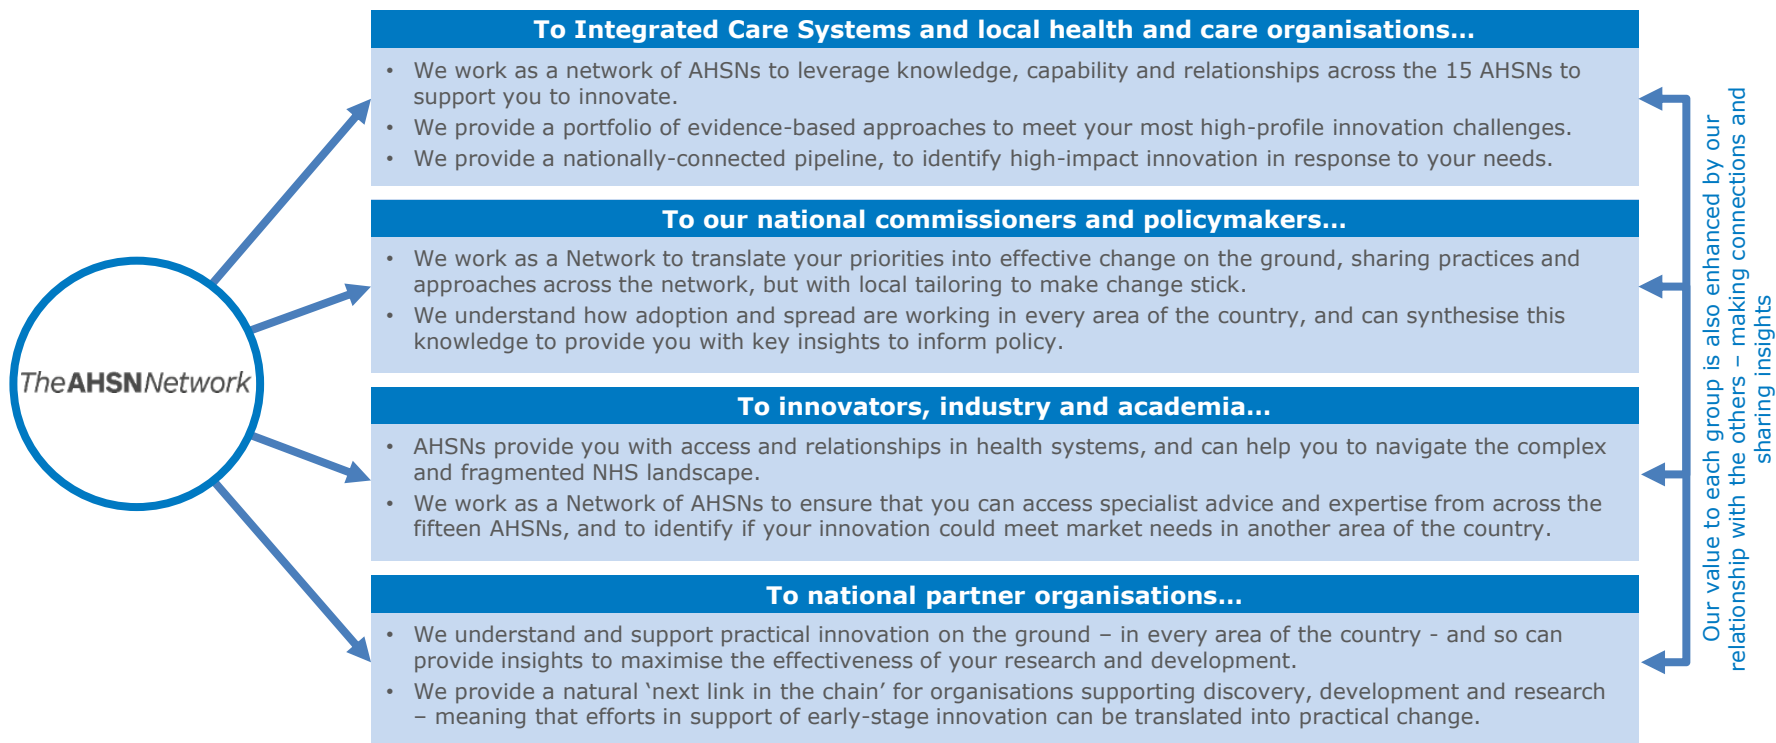 TheAHSNNetwork
To Integrated Care Systems and local health and care organisations...
• We work as a network of AHSNs to leverage knowledge, capability and relationships across the 15 AHSNs to
support you to innovate.
• We provide a portfolio of evidence-based approaches to meet your most high-profile innovation challenges.
• We provide a nationally-connected pipeline, to identify high-impact innovation in response to your needs.
To our national commissioners and policymakers...
• We work as a Network to translate your priorities into effective change on the ground, sharing practices and
approaches across the network, but with local tailoring to make change stick.
• We understand how adoption and spread are working in every area of the country, and can synthesise this
knowledge to provide you with key insights to inform policy.
To innovators, industry and academia...
• AHSNs provide you with access and relationships in health systems, and can help you to navigate the complex
and fragmented NHS landscape.
• We work as a Network of AHSNs to ensure that you can access specialist advice and expertise from across the
fifteen AHSNs, and to identify if your innovation could meet market needs in another area of the country.
To national partner organisations...
• We understand and support practical innovation on the ground – in every area of the country - and so can
provide insights to maximise the effectiveness of your research and development.
• We provide a natural ‘next link in the chain’ for organisations supporting discovery, development and research
– meaning that efforts in support of early-stage innovation can be translated into practical change.
Our value to each group is also enhanced by our
relationship with the others – making connections and
sharing insights